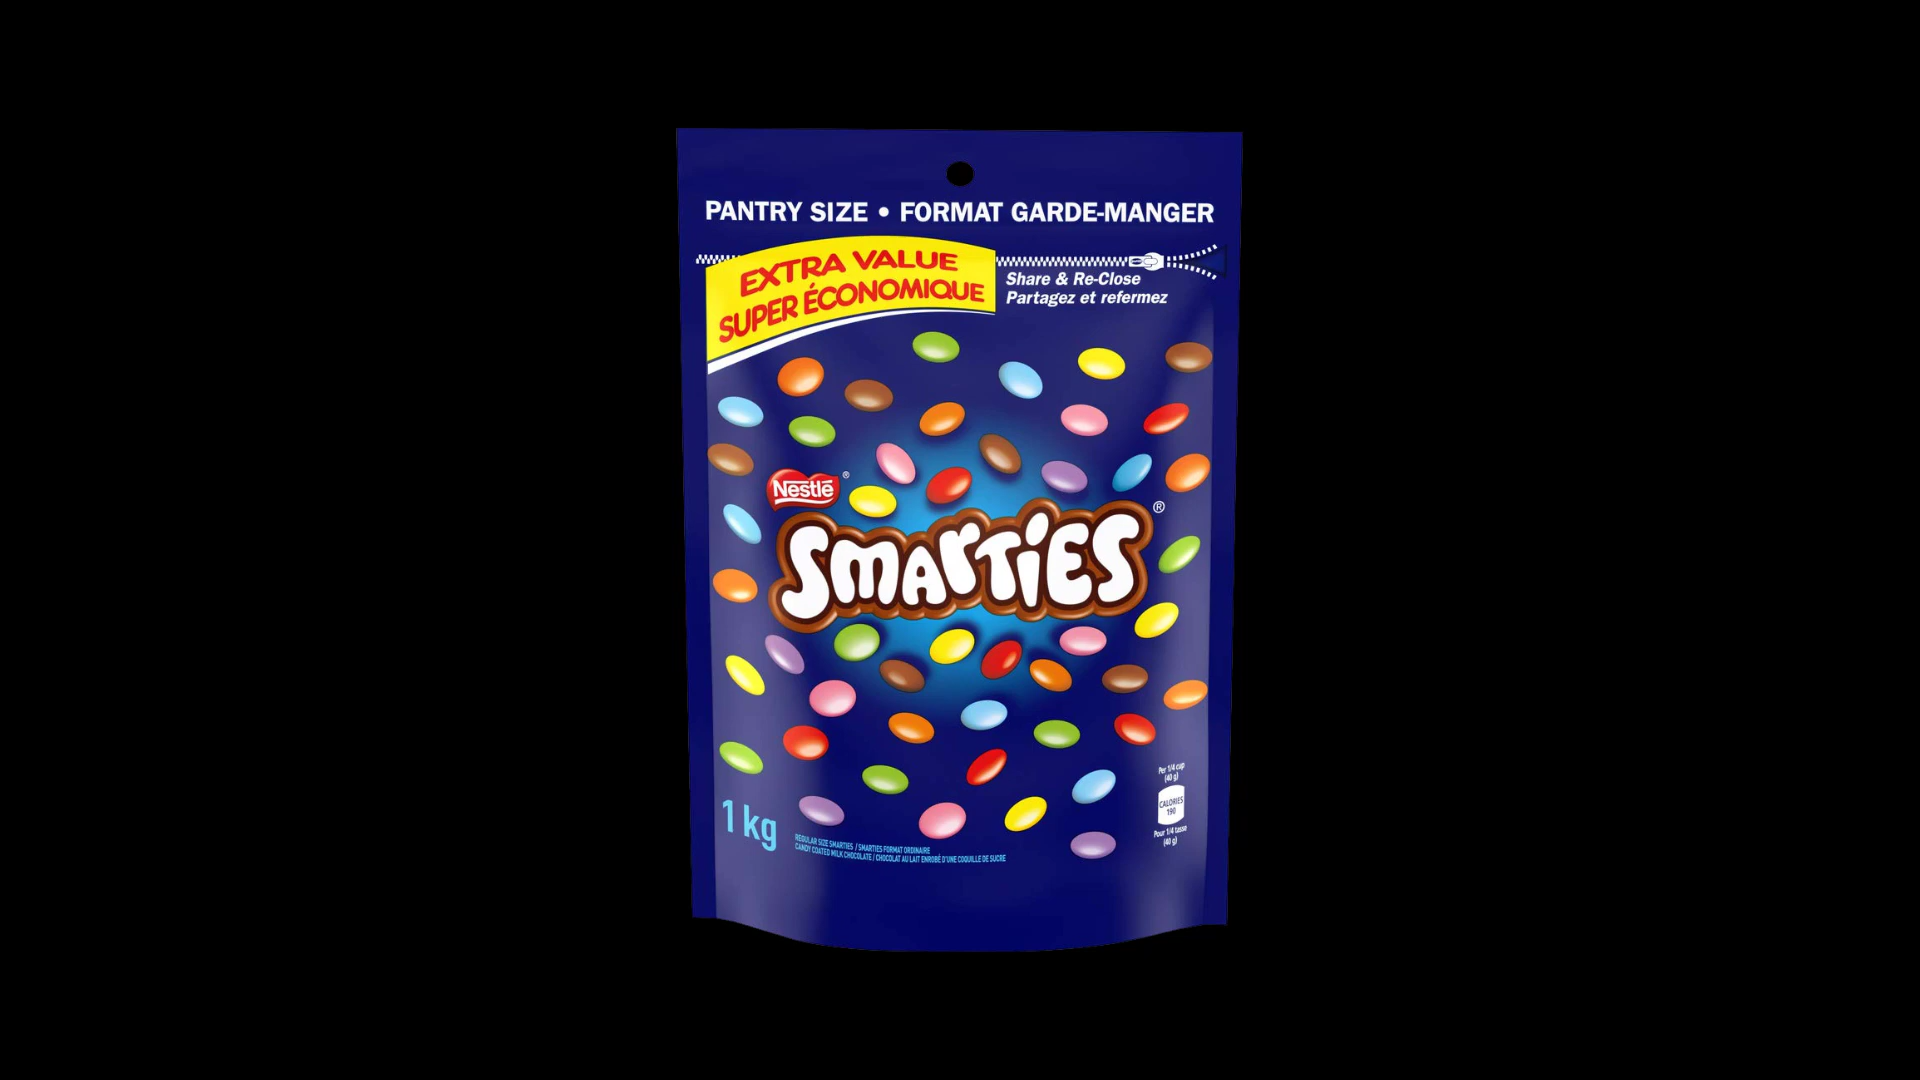 PANTRY SIZE • FORMAT GARDE-MANGER
EXTRA VALUE
SUPER ÉCONOMIQUE
Share & Re-Close
Partagez et refermez
Nestlé ®
SMARTIES ®
Per 1/4 cup
(40 g)
CALORIES
190
Pour 1/4 tasse
(40 g)
1 kg
REGULAR SIZE SMARTIES / SMARTIES FORMAT ORDINAIRE
CANDY COATED MILK CHOCOLATE / CHOCOLAT AU LAIT ENROBÉ D'UNE COQUILLE DE SUCRE